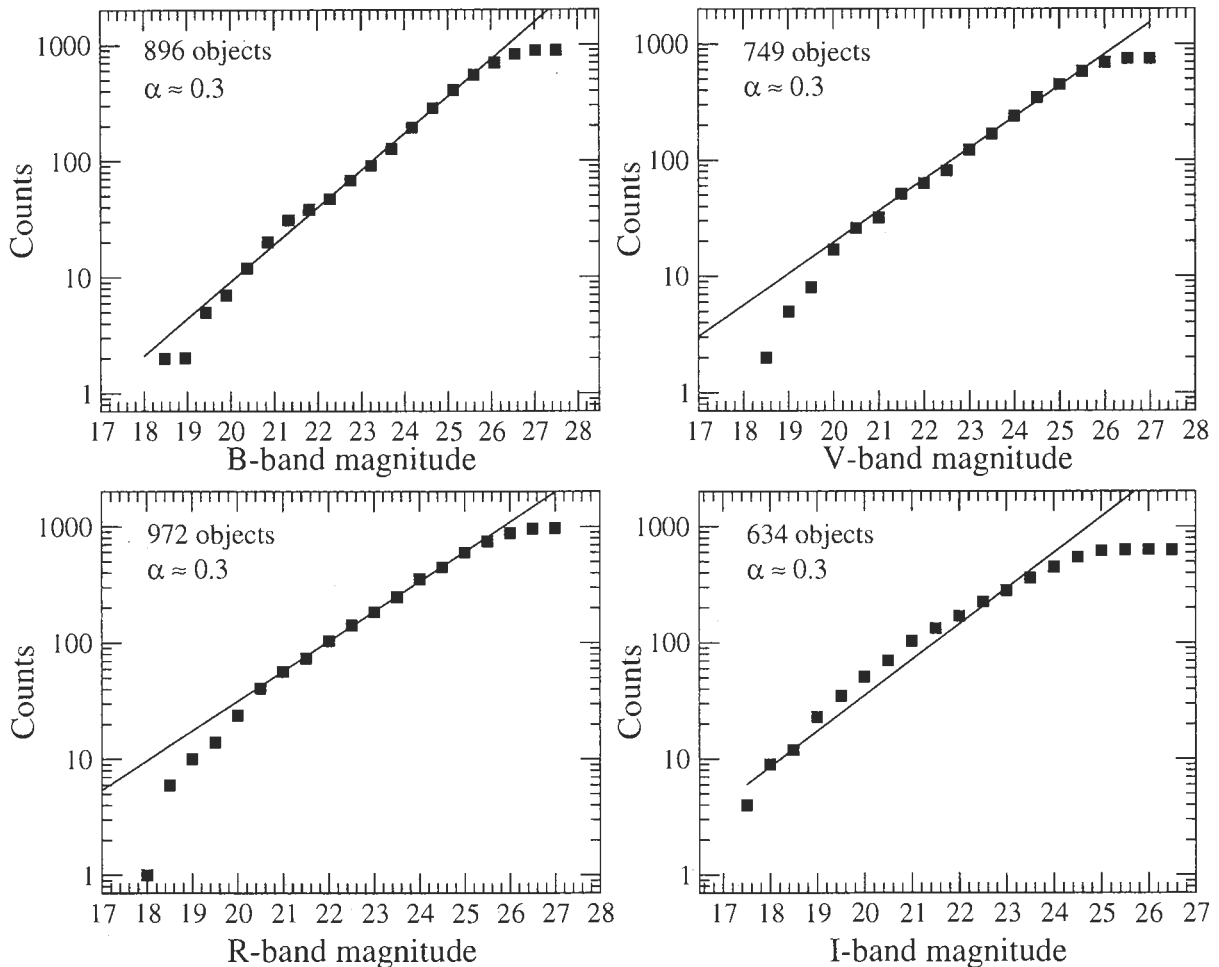 896 objects
α ≈ 0.3
Counts
1000
100
10
1
17 18 19 20 21 22 23 24 25 26 27 28
B-band magnitude
749 objects
α ≈ 0.3
Counts
1000
100
10
1
17 18 19 20 21 22 23 24 25 26 27 28
V-band magnitude
972 objects
α ≈ 0.3
Counts
1000
100
10
1
17 18 19 20 21 22 23 24 25 26 27 28
R-band magnitude
634 objects
α ≈ 0.3
Counts
1000
100
10
1
17 18 19 20 21 22 23 24 25 26 27
I-band magnitude